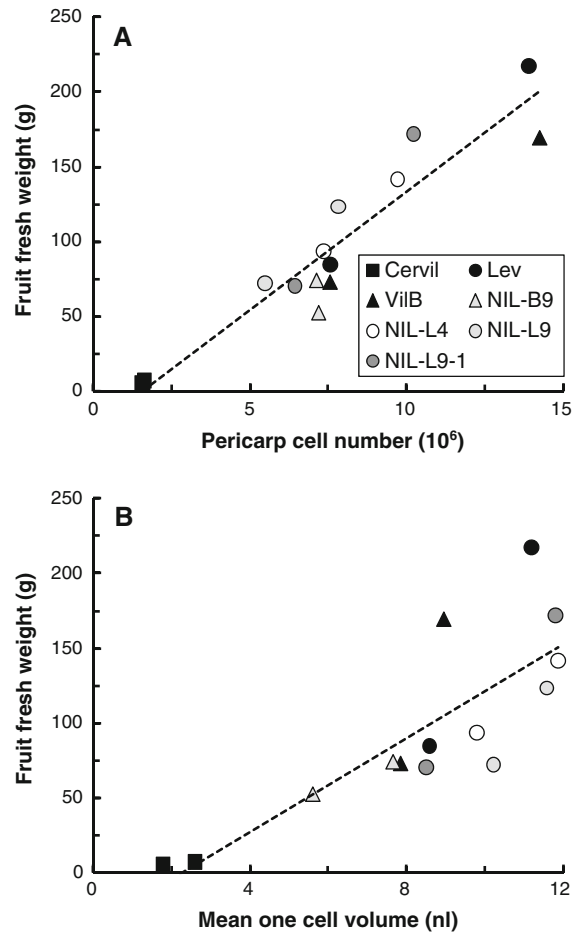 A
250
200
150
100
50
0
Fruit fresh weight (g)
Cervil Lev
VilB NIL-B9
NIL-L4 NIL-L9
NIL-L9-1
0 5 10 15
Pericarp cell number (10⁶)
B
250
200
150
100
50
0
Fruit fresh weight (g)
0 4 8 12
Mean one cell volume (nl)